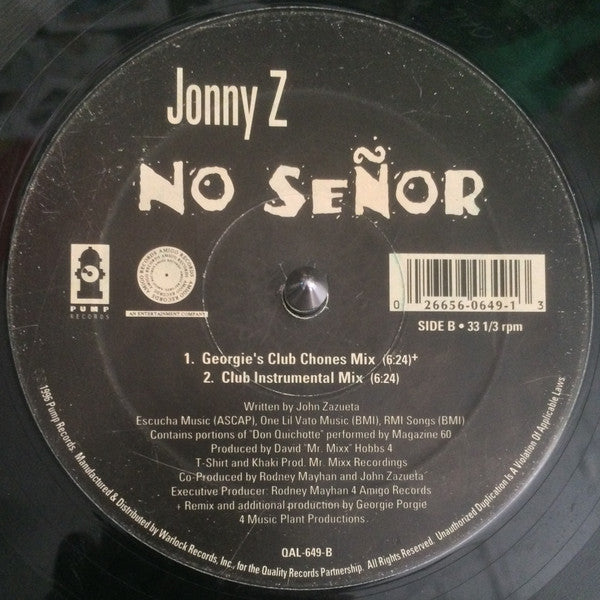 Jonny Z
NO SEÑOR
PUMP
RECORDS
AMIGO RECORDS
AN ENTERTAINMENT COMPANY
0 26656-0649-1 3
SIDE B • 33 1/3 rpm
1. Georgie's Club Chones Mix (6:24)+
2. Club Instrumental Mix (6:24)
Written by John Zazueta
Escucha Music (ASCAP), One Lil Vato Music (BMI), RMI Songs (BMI)
Contains portions of "Don Quichotte" performed by Magazine 60
Produced by David "Mr. Mixx" Hobbs 4
T-Shirt and Khaki Prod. Mr. Mixx Recordings
Co-Produced by Rodney Mayhan and John Zazueta
Executive Producer: Rodney Mayhan 4 Amigo Records
+ Remix and additional production by Georgie Porgie
4 Music Plant Productions
QAL-649-B
℗ 1996 Pump Records. Manufactured & Distributed by Warlock Records, Inc., for the Quality Records Partnership. All Rights Reserved. Unauthorized Duplication Is A Violation Of Applicable Laws